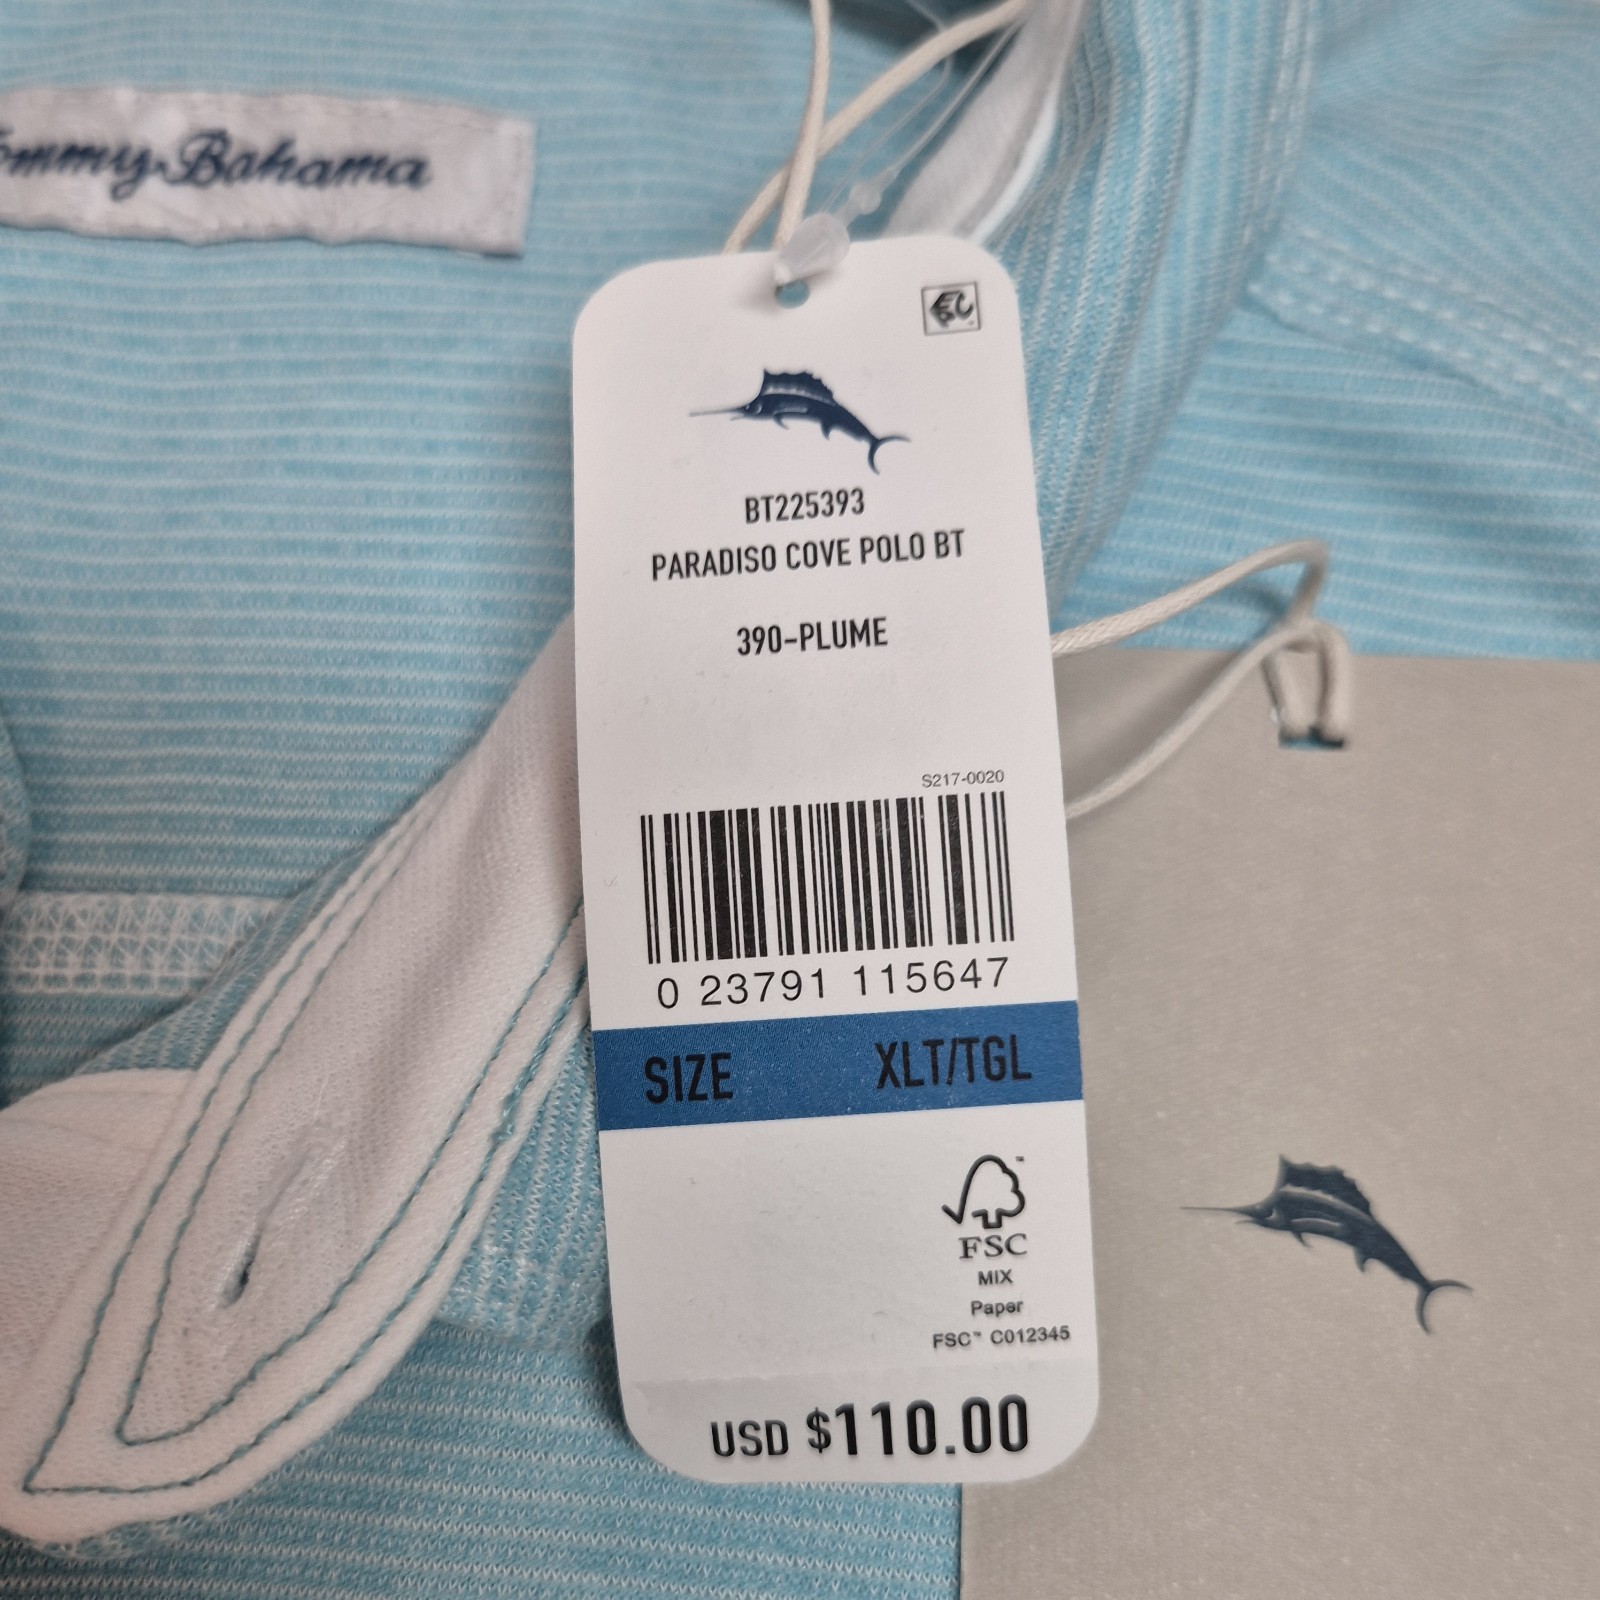 Tommy Bahama
BT225393
PARADISO COVE POLO BT
390-PLUME
S217-0020
0 23791 115647
SIZE XLT/TGL
FSC
MIX
Paper
FSC™ C012345
USD $110.00